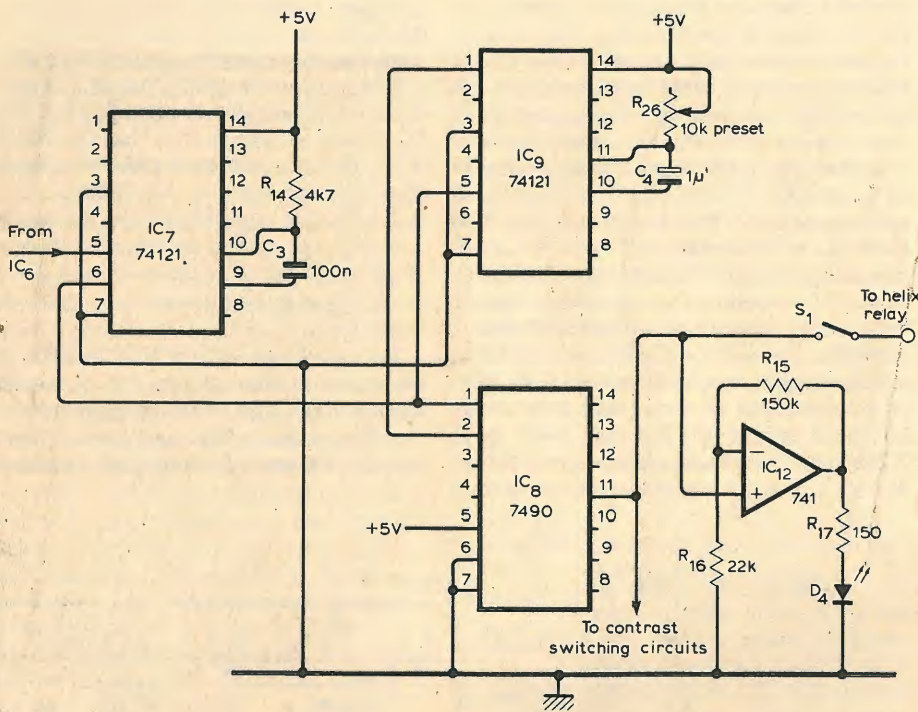 +5V
1
2
3
4
5
6
7
14
13
12
11
10
9
8
IC7
74121
From
IC6
R14 4k7
C3
100n
+5V
1
2
3
4
5
6
7
14
13
12
11
10
9
8
IC9
74121
R26
10k preset
C4 1µ
1
2
3
4
5
6
7
14
13
12
11
10
9
8
IC8
7490
+5V
S1
To helix
relay
R15
150k
−
+
IC12
741
R16 22k
R17 150
D4
To contrast
switching circuits